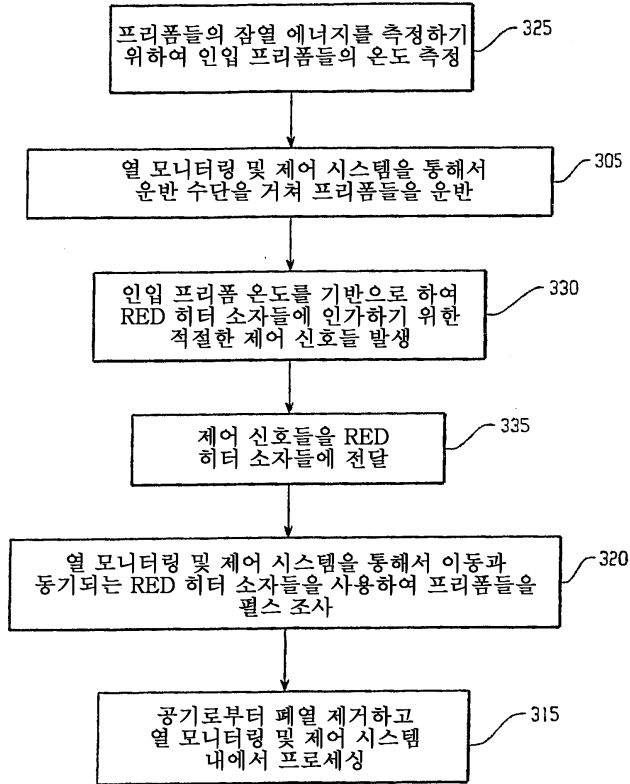 프리폼들의 잠열 에너지를 측정하기
위하여 인입 프리폼들의 온도 측정
325
열 모니터링 및 제어 시스템을 통해서
운반 수단을 거쳐 프리폼들을 운반
305
인입 프리폼 온도를 기반으로 하여
RED 히터 소자들에 인가하기 위한
적절한 제어 신호들 발생
330
제어 신호들을 RED
히터 소자들에 전달
335
열 모니터링 및 제어 시스템을 통해서 이동과
동기되는 RED 히터 소자들을 사용하여 프리폼들을
펄스 조사
320
공기로부터 폐열 제거하고
열 모니터링 및 제어 시스템
내에서 프로세싱
315